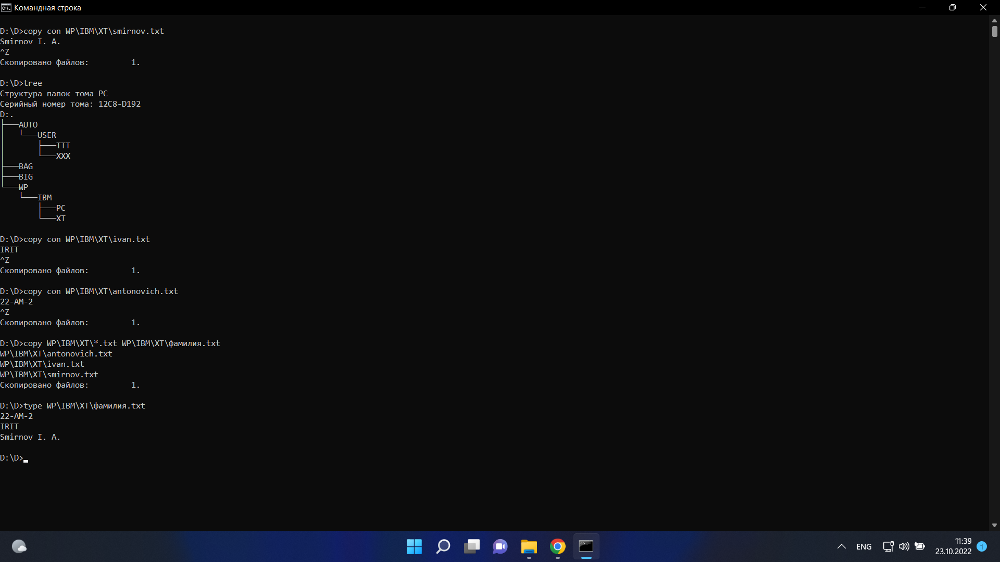 Командная строка
D:\D>copy con WP\IBM\XT\smirnov.txt
Smirnov I. A.
^Z
Скопировано файлов:         1.
D:\D>tree
Структура папок тома PC
Серийный номер тома: 12C8-D192
D:.
├───AUTO
│   └───USER
│       ├───TTT
│       └───XXX
├───BAG
├───BIG
└───WP
    └───IBM
        ├───PC
        └───XT
D:\D>copy con WP\IBM\XT\ivan.txt
IRIT
^Z
Скопировано файлов:         1.
D:\D>copy con WP\IBM\XT\antonovich.txt
22-AM-2
^Z
Скопировано файлов:         1.
D:\D>copy WP\IBM\XT\*.txt WP\IBM\XT\фамилия.txt
WP\IBM\XT\antonovich.txt
WP\IBM\XT\ivan.txt
WP\IBM\XT\smirnov.txt
Скопировано файлов:         1.
D:\D>type WP\IBM\XT\фамилия.txt
22-AM-2
IRIT
Smirnov I. A.
D:\D>
ENG
11:39
23.10.2022
1